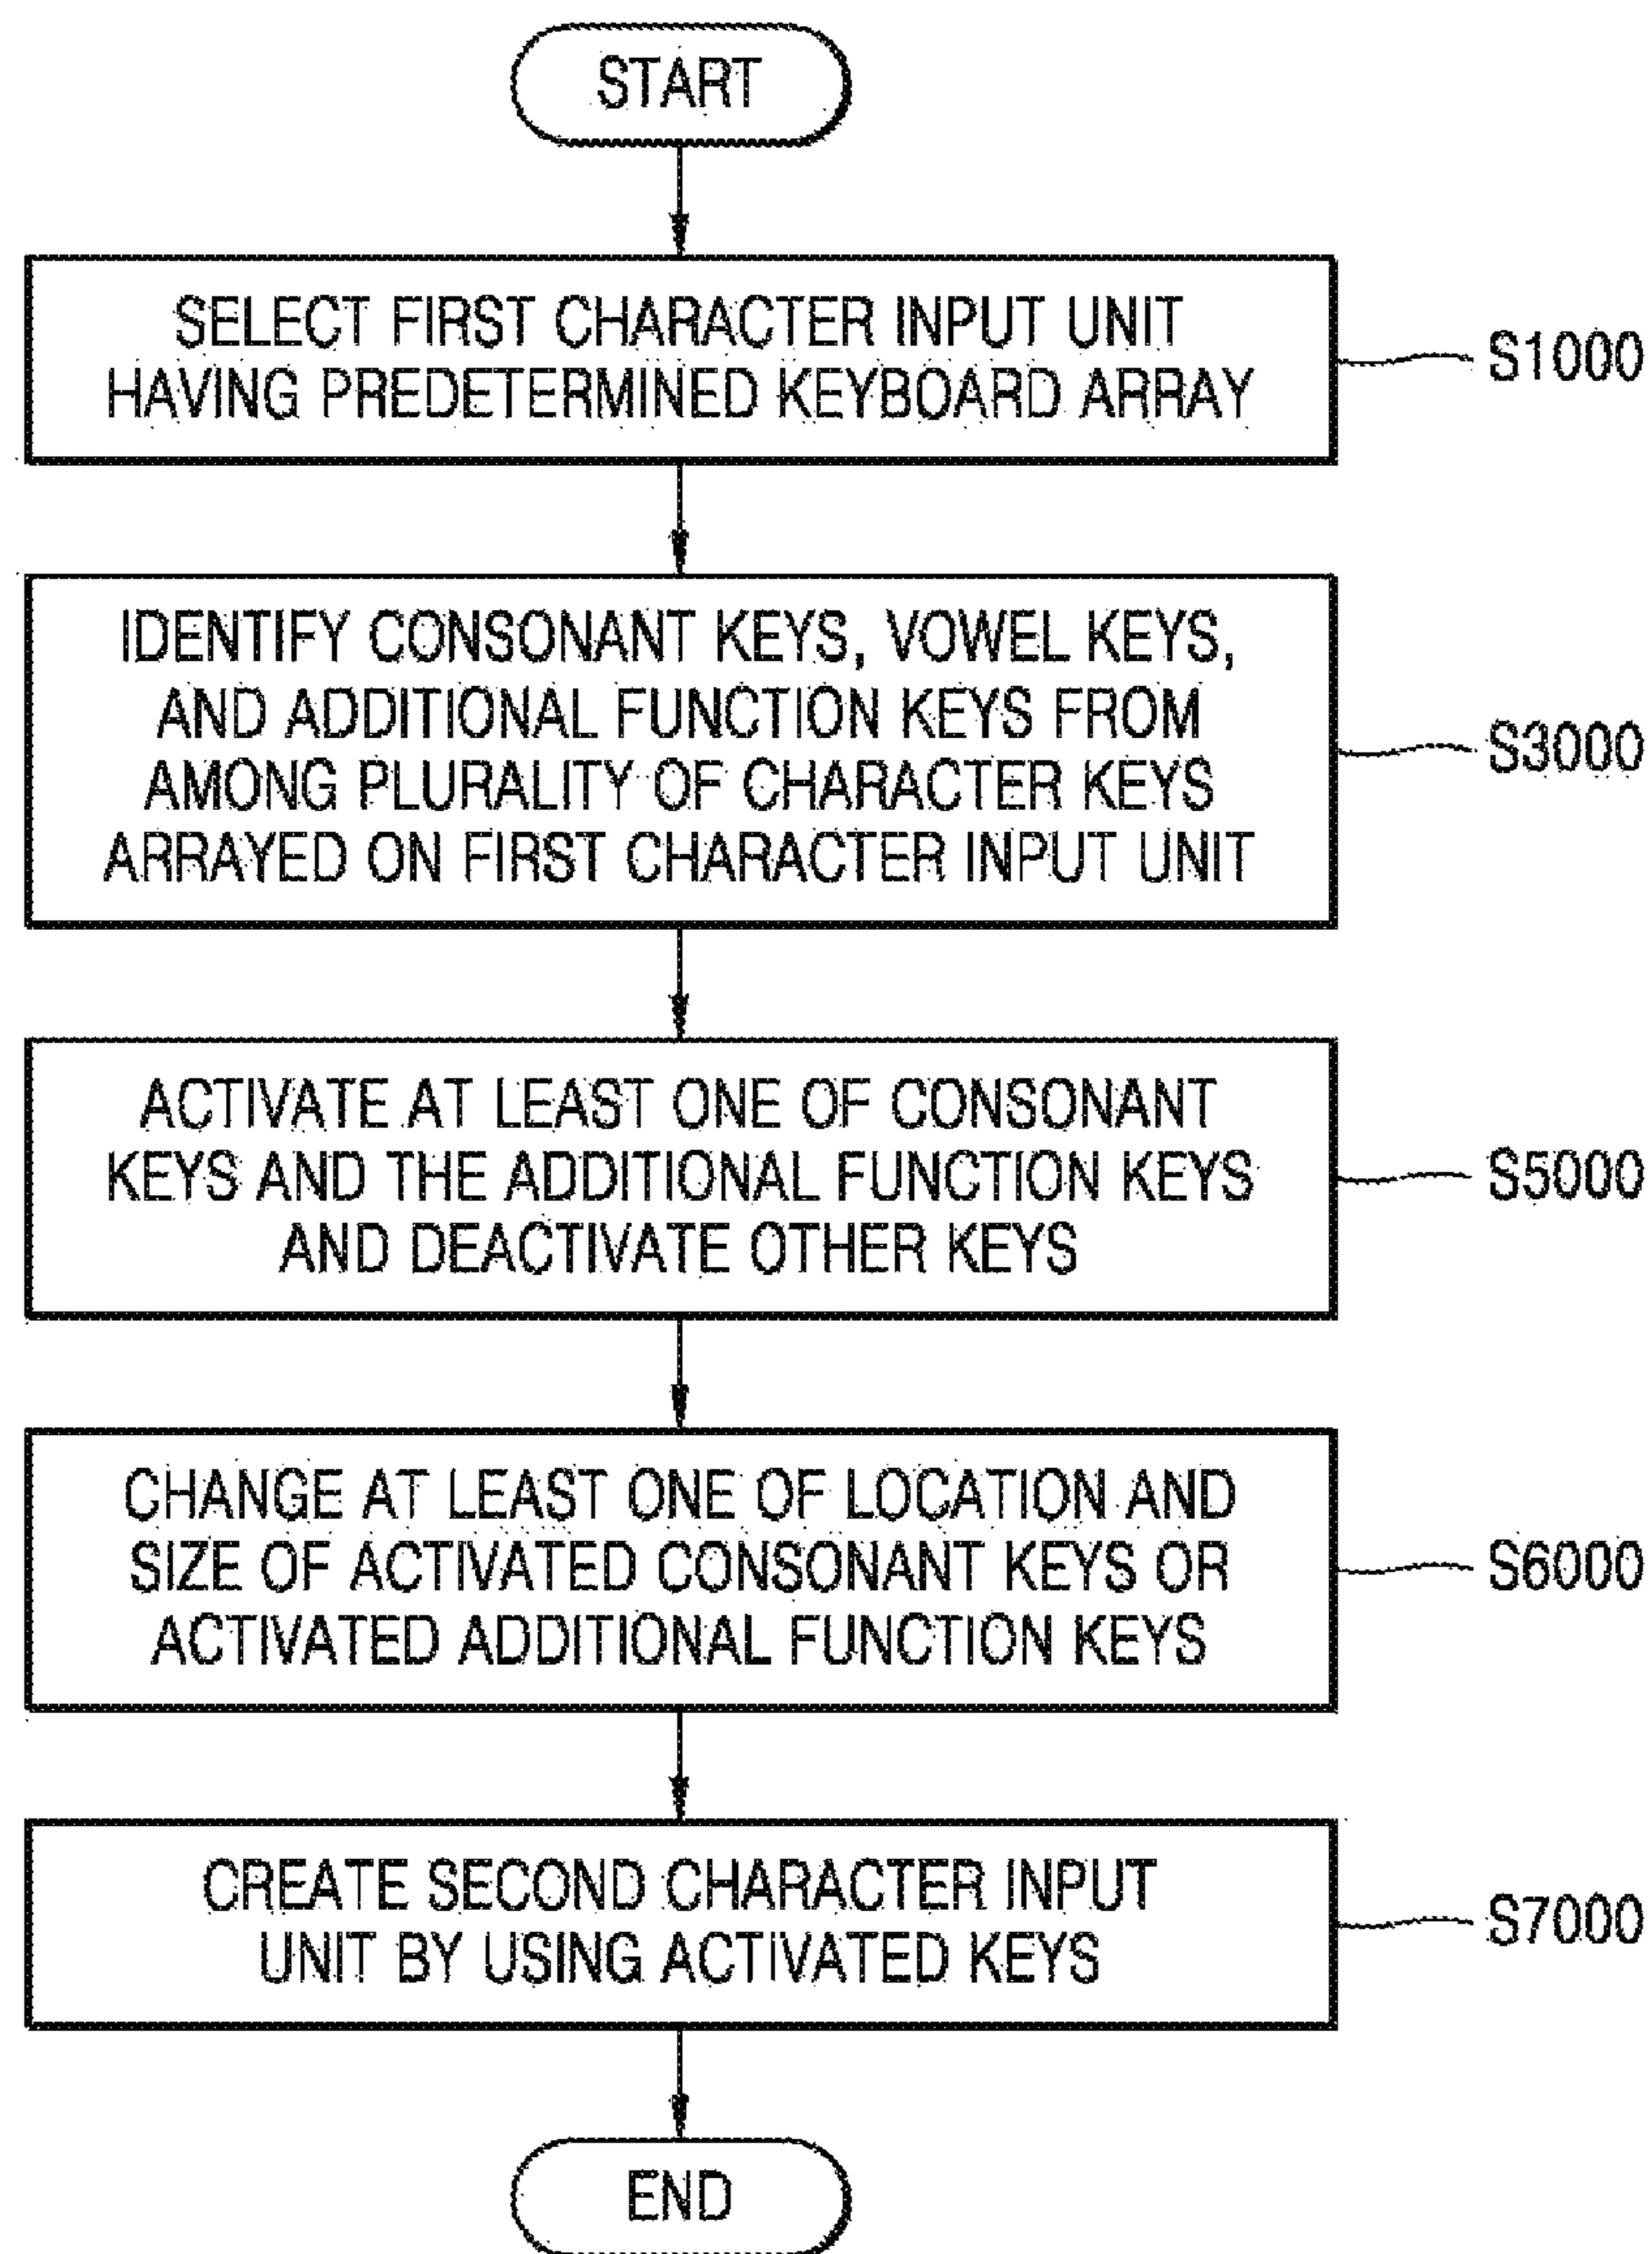 START
SELECT FIRST CHARACTER INPUT UNIT
HAVING PREDETERMINED KEYBOARD ARRAY
S1000
IDENTIFY CONSONANT KEYS, VOWEL KEYS,
AND ADDITIONAL FUNCTION KEYS FROM
AMONG PLURALITY OF CHARACTER KEYS
ARRAYED ON FIRST CHARACTER INPUT UNIT
S3000
ACTIVATE AT LEAST ONE OF CONSONANT
KEYS AND THE ADDITIONAL FUNCTION KEYS
AND DEACTIVATE OTHER KEYS
S5000
CHANGE AT LEAST ONE OF LOCATION AND
SIZE OF ACTIVATED CONSONANT KEYS OR
ACTIVATED ADDITIONAL FUNCTION KEYS
S6000
CREATE SECOND CHARACTER INPUT
UNIT BY USING ACTIVATED KEYS
S7000
END